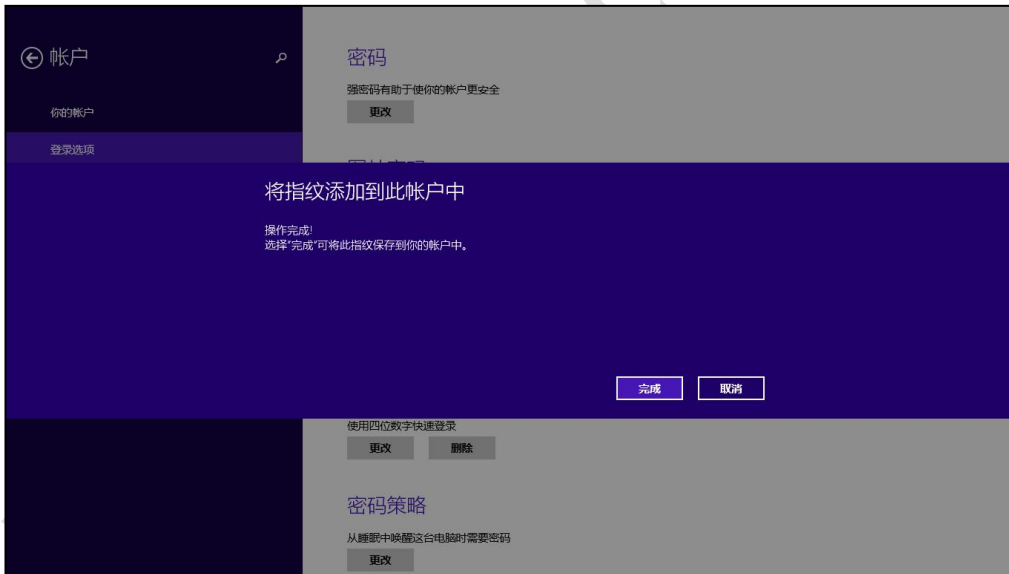 帐户
你的帐户
登录选项
密码
强密码有助于使你的帐户更安全
更改
将指纹添加到此帐户中
操作完成!
选择"完成"可将此指纹保存到你的帐户中。
完成
取消
使用四位数字快速登录
更改
删除
密码策略
从睡眠中唤醒这台电脑时需要密码
更改